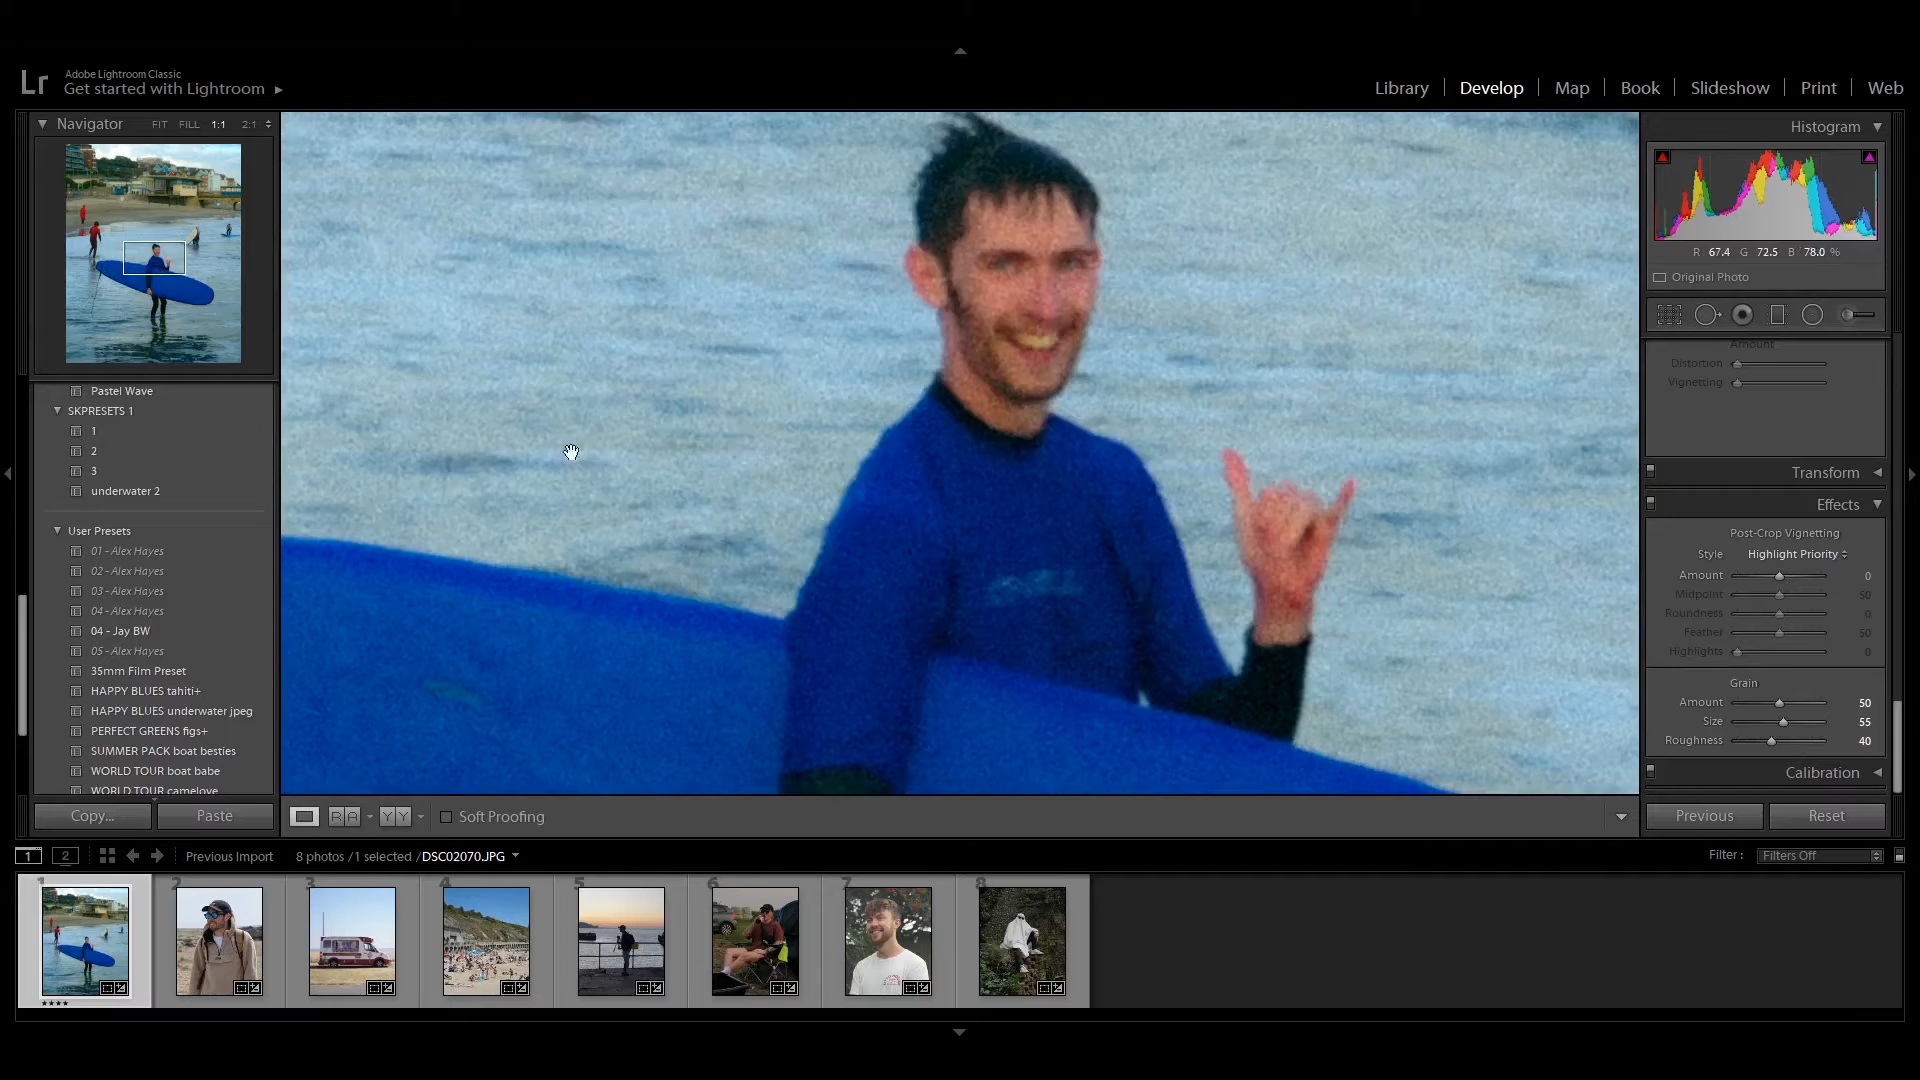 Lr
Adobe Lightroom Classic
Get started with Lightroom
Library
Develop
Map
Book
Slideshow
Print
Web
Navigator
FIT
FILL
1:1
2:1
Pastel Wave
SKPRESETS 1
1
2
3
underwater 2
User Presets
01 - Alex Hayes
02 - Alex Hayes
03 - Alex Hayes
04 - Alex Hayes
04 - Jay BW
05 - Alex Hayes
35mm Film Preset
HAPPY BLUES tahiti+
HAPPY BLUES underwater jpeg
PERFECT GREENS figs+
SUMMER PACK boat besties
WORLD TOUR boat babe
WORLD TOUR camelove
Copy...
Paste
Histogram
R 67.4 G 72.5 B 78.0 %
Original Photo
Amount
Distortion
Vignetting
Transform
Effects
Post-Crop Vignetting
Style Highlight Priority
Amount 0
Midpoint 50
Roundness 0
Feather 50
Highlights 0
Grain
Amount 50
Size 55
Roughness 40
Calibration
Previous
Reset
R A
Y Y
Soft Proofing
1
2
Previous Import
8 photos / 1 selected / DSC02070.JPG
Filter : Filters Off
1
2
3
4
5
6
7
8